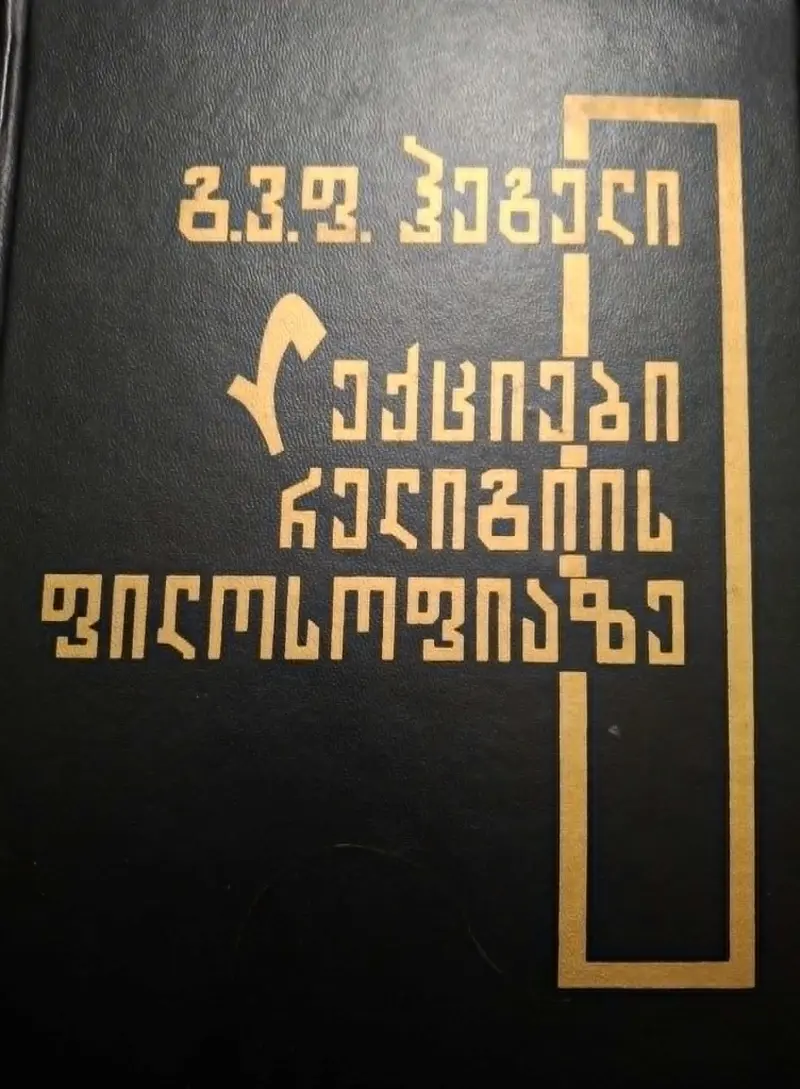 გ.ვ.ფ. ჰეგელი
ლექციები
რელიგიის
ფილოსოფიაზე